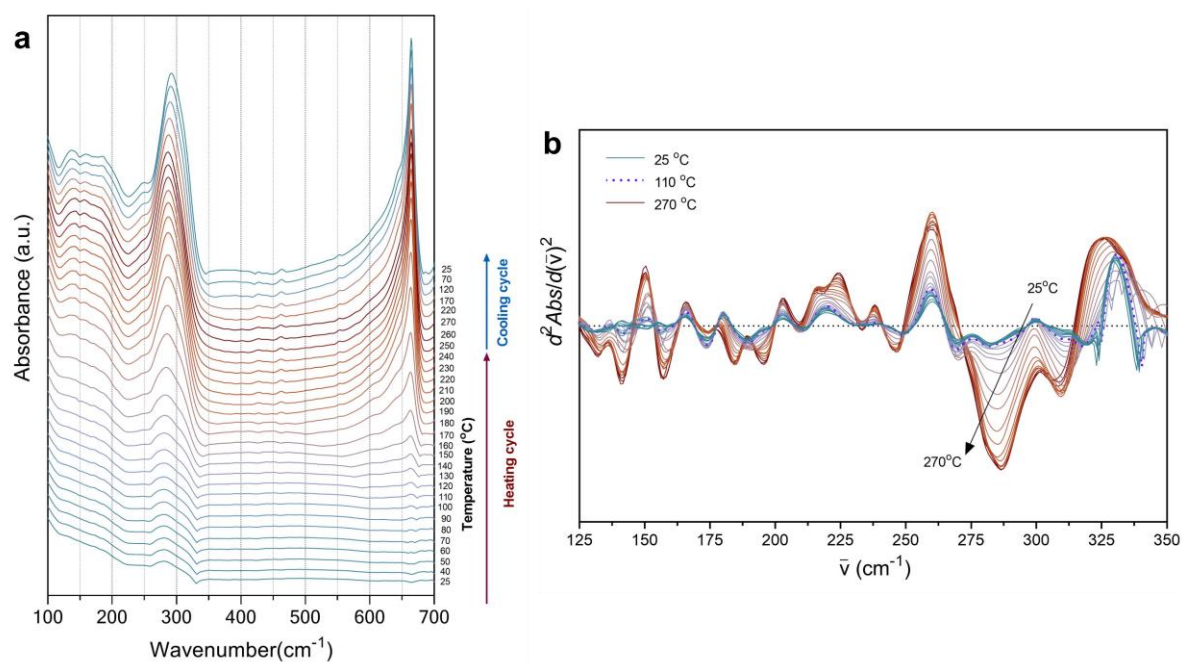 a
Absorbance (a.u.)
25
70
120
170
220
270
260
250
240
230
220
210
200
190
180
170
160
150
140
130
120
110
100
90
80
70
60
50
40
25
Temperature (°C)
Cooling cycle
Heating cycle
100 200 300 400 500 600 700
Wavenumber(cm⁻¹)
b
25 °C
110 °C
270 °C
d²Abs/d(ν̄)²
25°C
270°C
125 150 175 200 225 250 275 300 325 350
ν̄ (cm⁻¹)